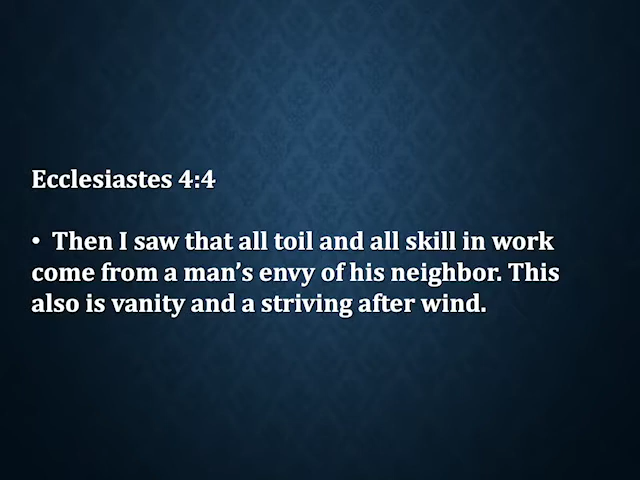 Ecclesiastes 4:4
• Then I saw that all toil and all skill in work
come from a man’s envy of his neighbor. This
also is vanity and a striving after wind.